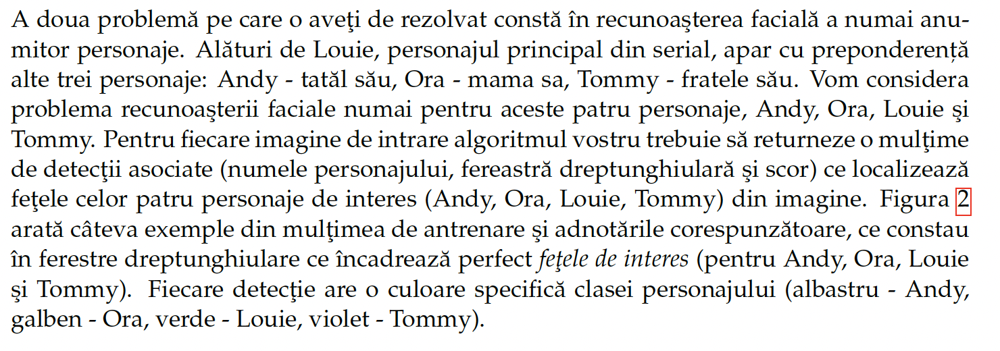 A doua problemă pe care o aveţi de rezolvat constă în recunoaşterea facială a numai anu-
mitor personaje. Alături de Louie, personajul principal din serial, apar cu preponderență
alte trei personaje: Andy - tatăl său, Ora - mama sa, Tommy - fratele său. Vom considera
problema recunoaşterii faciale numai pentru aceste patru personaje, Andy, Ora, Louie şi
Tommy. Pentru fiecare imagine de intrare algoritmul vostru trebuie să returneze o mulţime
de detecţii asociate (numele personajului, fereastră dreptunghiulară şi scor) ce localizează
feţele celor patru personaje de interes (Andy, Ora, Louie, Tommy) din imagine. Figura 2
arată câteva exemple din mulţimea de antrenare şi adnotările corespunzătoare, ce constau
în ferestre dreptunghiulare ce încadrează perfect feţele de interes (pentru Andy, Ora, Louie
şi Tommy). Fiecare detecţie are o culoare specifică clasei personajului (albastru - Andy,
galben - Ora, verde - Louie, violet - Tommy).